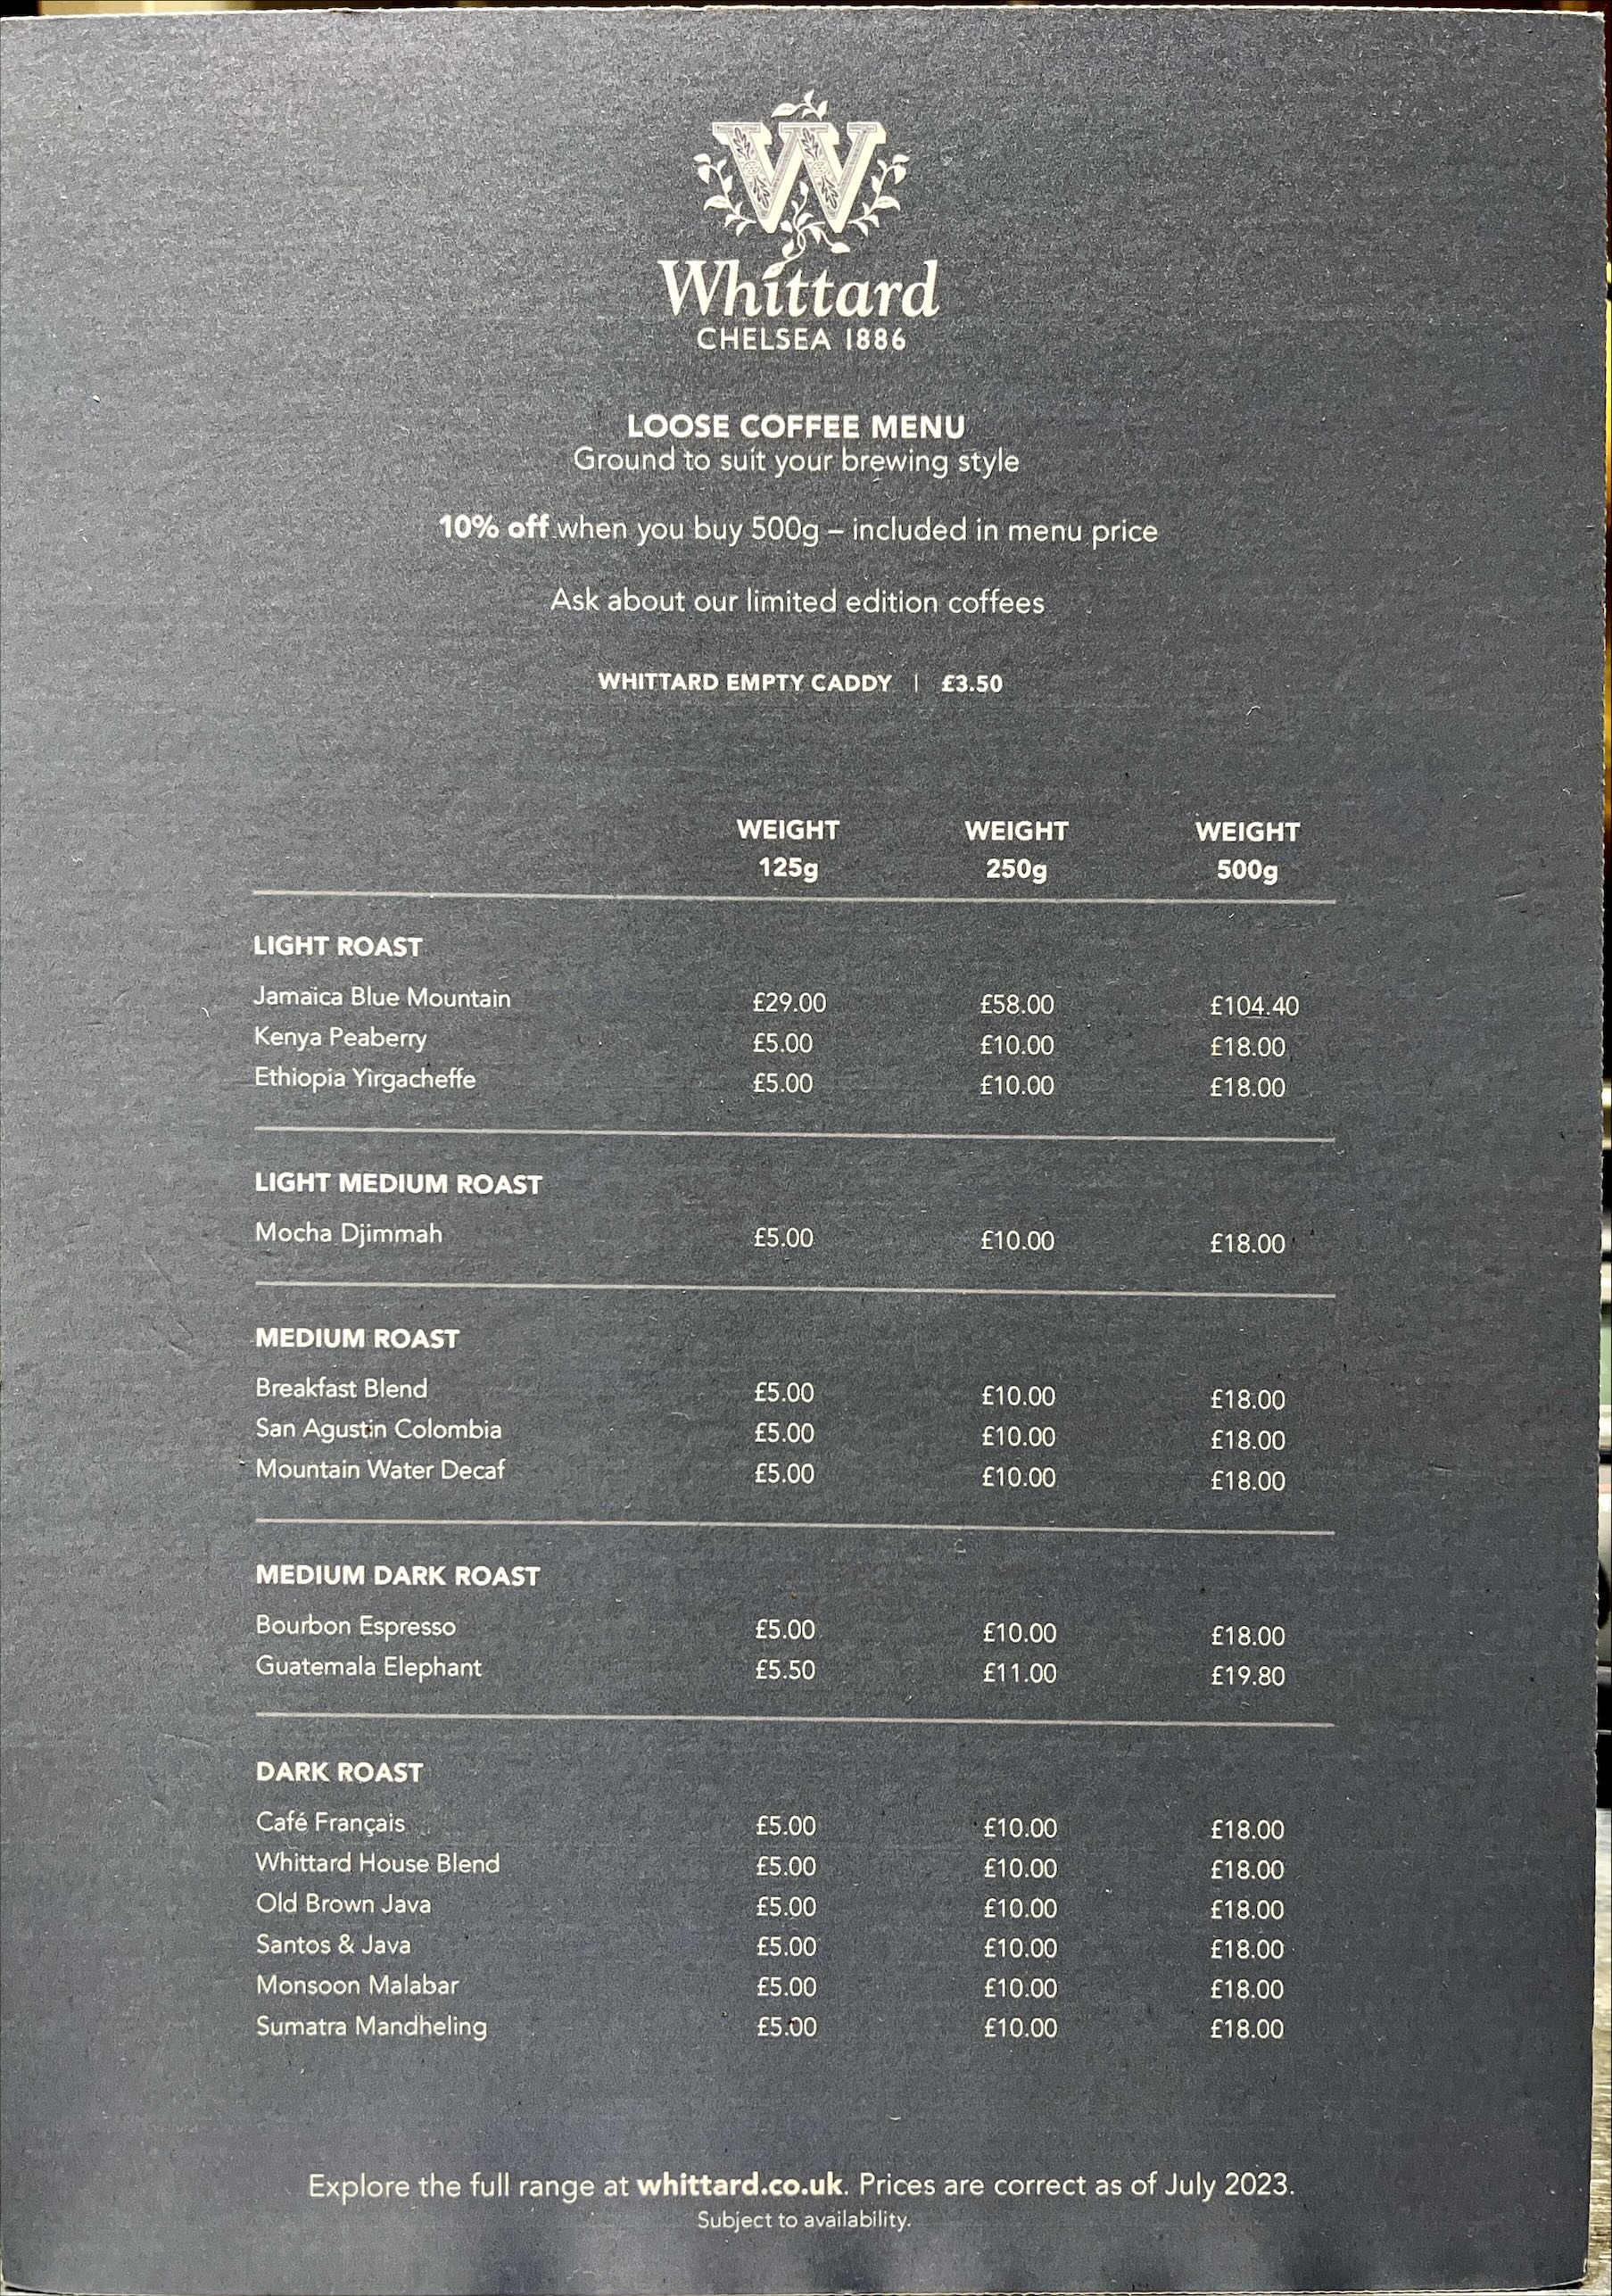 W
Whittard
CHELSEA 1886
LOOSE COFFEE MENU
Ground to suit your brewing style
10% off when you buy 500g – included in menu price
Ask about our limited edition coffees
WHITTARD EMPTY CADDY | £3.50
WEIGHT WEIGHT WEIGHT
125g 250g 500g
LIGHT ROAST
Jamaica Blue Mountain £29.00 £58.00 £104.40
Kenya Peaberry £5.00 £10.00 £18.00
Ethiopia Yirgacheffe £5.00 £10.00 £18.00
LIGHT MEDIUM ROAST
Mocha Djimmah £5.00 £10.00 £18.00
MEDIUM ROAST
Breakfast Blend £5.00 £10.00 £18.00
San Agustin Colombia £5.00 £10.00 £18.00
Mountain Water Decaf £5.00 £10.00 £18.00
MEDIUM DARK ROAST
Bourbon Espresso £5.00 £10.00 £18.00
Guatemala Elephant £5.50 £11.00 £19.80
DARK ROAST
Café Français £5.00 £10.00 £18.00
Whittard House Blend £5.00 £10.00 £18.00
Old Brown Java £5.00 £10.00 £18.00
Santos & Java £5.00 £10.00 £18.00
Monsoon Malabar £5.00 £10.00 £18.00
Sumatra Mandheling £5.00 £10.00 £18.00
Explore the full range at whittard.co.uk. Prices are correct as of July 2023.
Subject to availability.